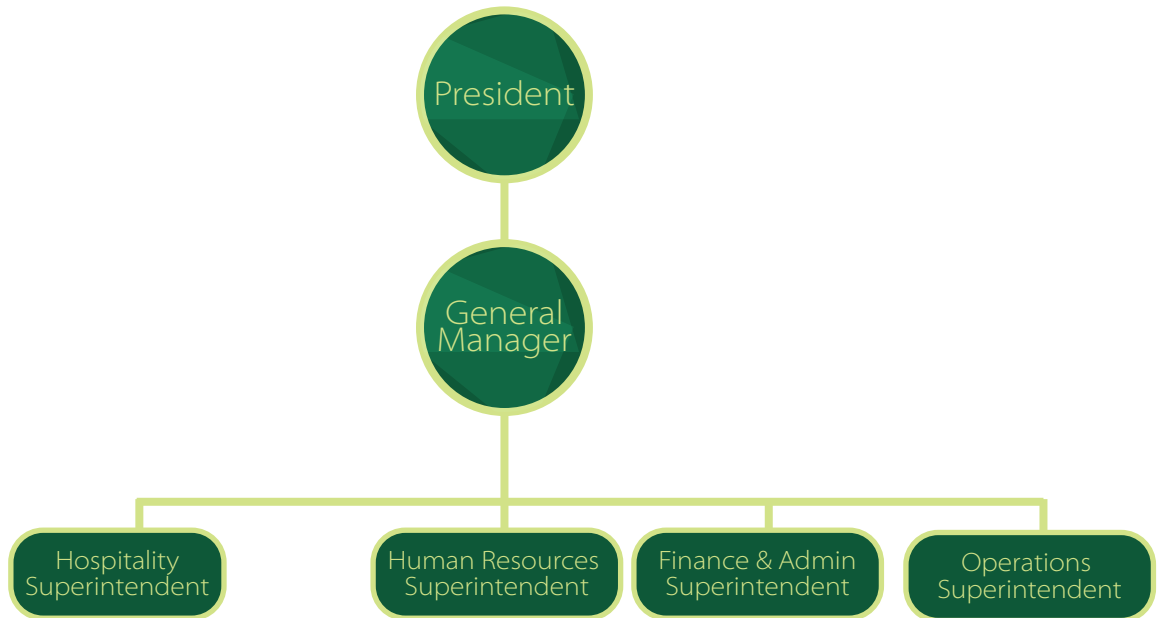 President
General
Manager
Hospitality
Superintendent
Human Resources
Superintendent
Finance & Admin
Superintendent
Operations
Superintendent